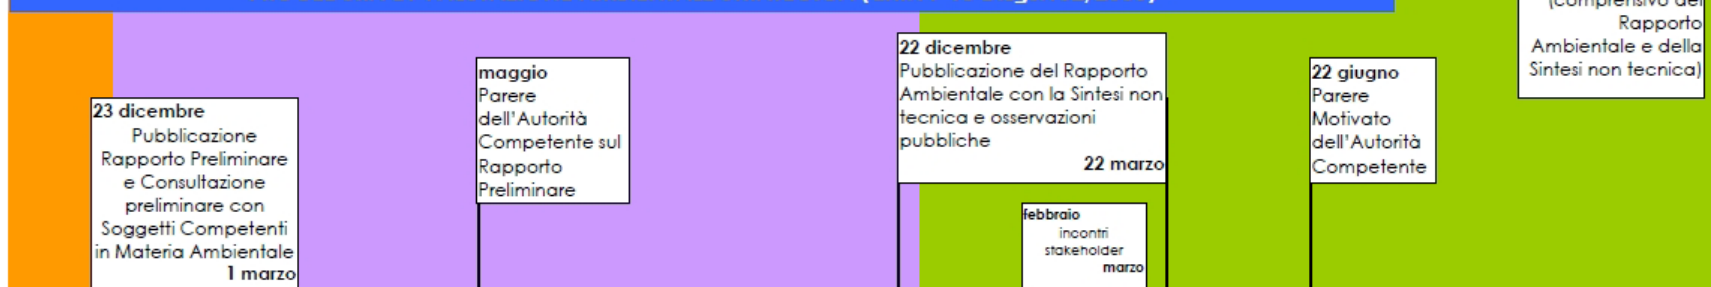 23 dicembre
Pubblicazione
Rapporto Preliminare
e Consultazione
preliminare con
Soggetti Competenti
in Materia Ambientale
1 marzo
maggio
Parere
dell'Autorità
Competente sul
Rapporto
Preliminare
22 dicembre
Pubblicazione del Rapporto
Ambientale con la Sintesi non
tecnica e osservazioni
pubbliche
22 marzo
febbraio
incontri
stakeholder
marzo
22 giugno
Parere
Motivato
dell'Autorità
Competente
(comprensivo del
Rapporto
Ambientale e della
Sintesi non tecnica)